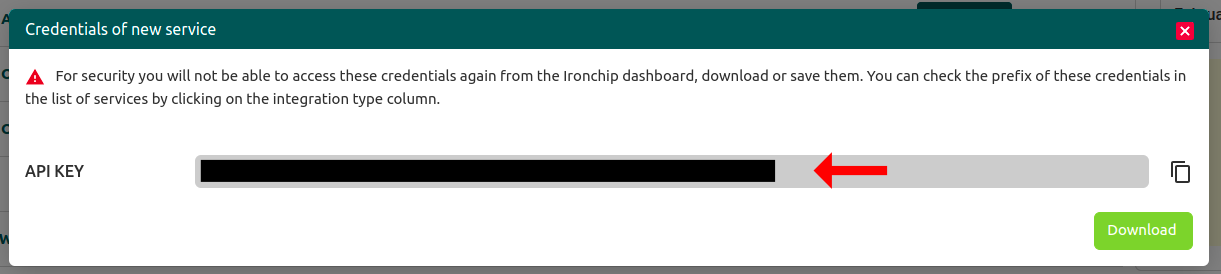 Credentials of new service
For security you will not be able to access these credentials again from the Ironchip dashboard, download or save them. You can check the prefix of these credentials in
the list of services by clicking on the integration type column.
API KEY
Download